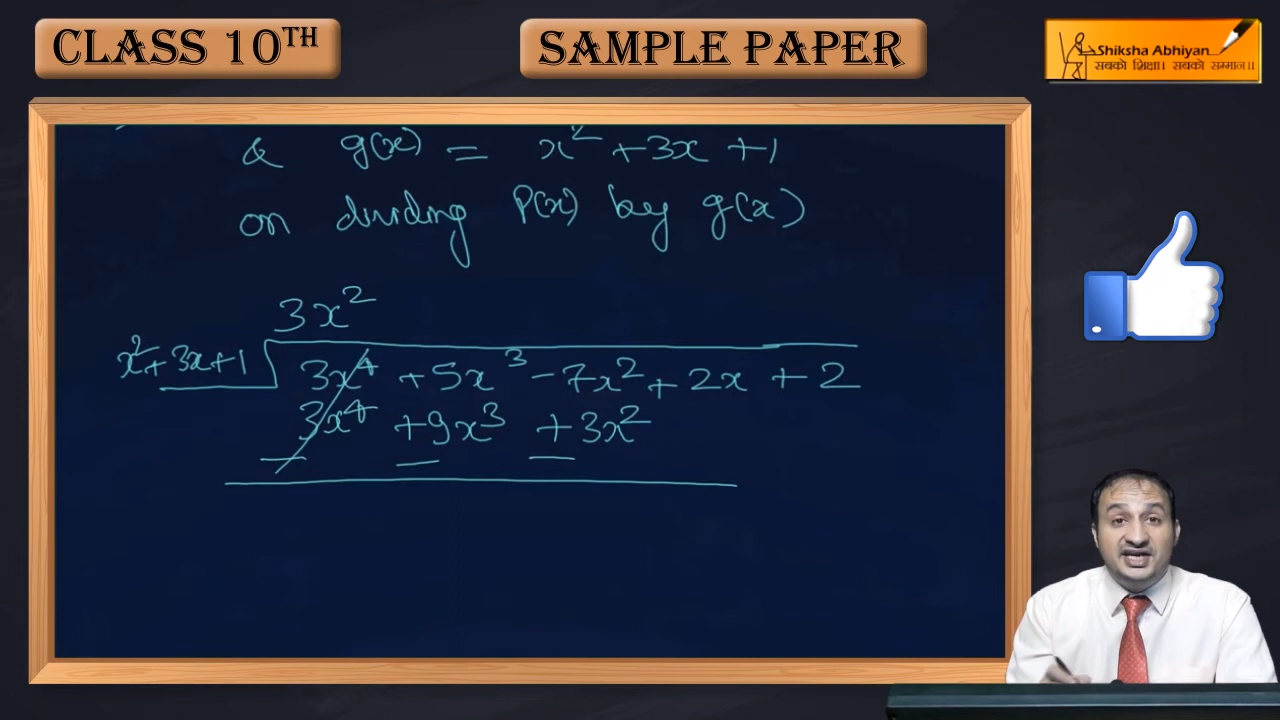 CLASS 10TH
SAMPLE PAPER
Shiksha Abhiyan
सबको शिक्षा। सबको सम्मान॥
& g(x) = x² + 3x + 1
on dividing P(x) by g(x)
3x²
x² + 3x + 1
3x⁴ + 5x³ - 7x² + 2x + 2
3x⁴ + 9x³ + 3x²
- - -